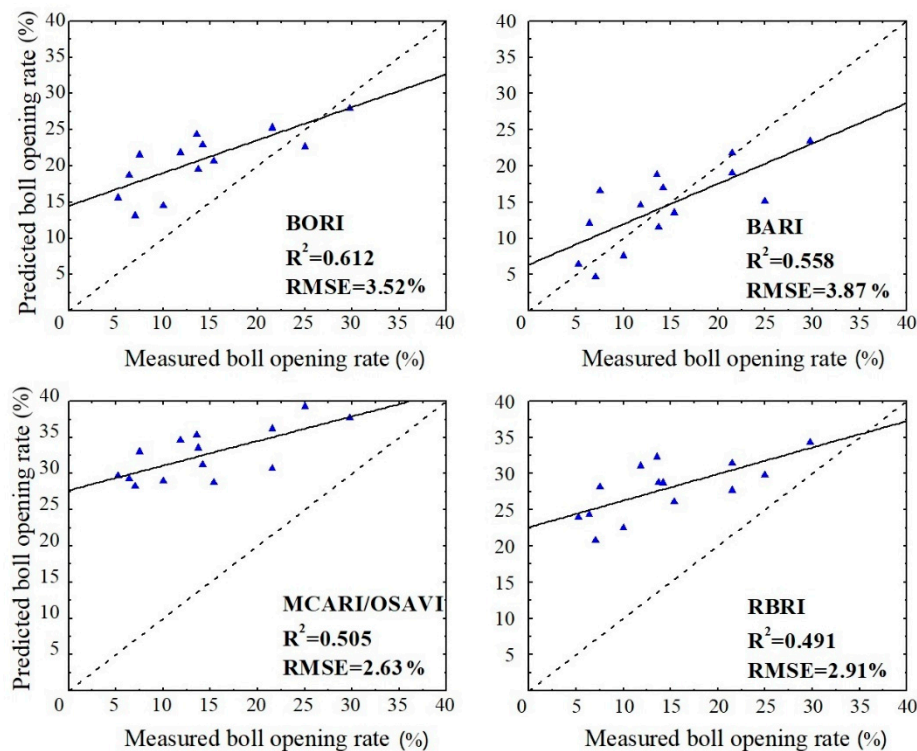 Predicted boll opening rate (%)
40
35
30
25
20
15
10
5
0 5 10 15 20 25 30 35 40
BORI
R²=0.612
RMSE=3.52%
Measured boll opening rate (%)
40
35
30
25
20
15
10
5
0 5 10 15 20 25 30 35 40
BARI
R²=0.558
RMSE=3.87%
Measured boll opening rate (%)
Predicted boll opening rate (%)
40
35
30
25
20
15
10
5
0 5 10 15 20 25 30 35 40
MCARI/OSAVI
R²=0.505
RMSE=2.63%
Measured boll opening rate (%)
40
35
30
25
20
15
10
5
0 5 10 15 20 25 30 35 40
RBRI
R²=0.491
RMSE=2.91%
Measured boll opening rate (%)